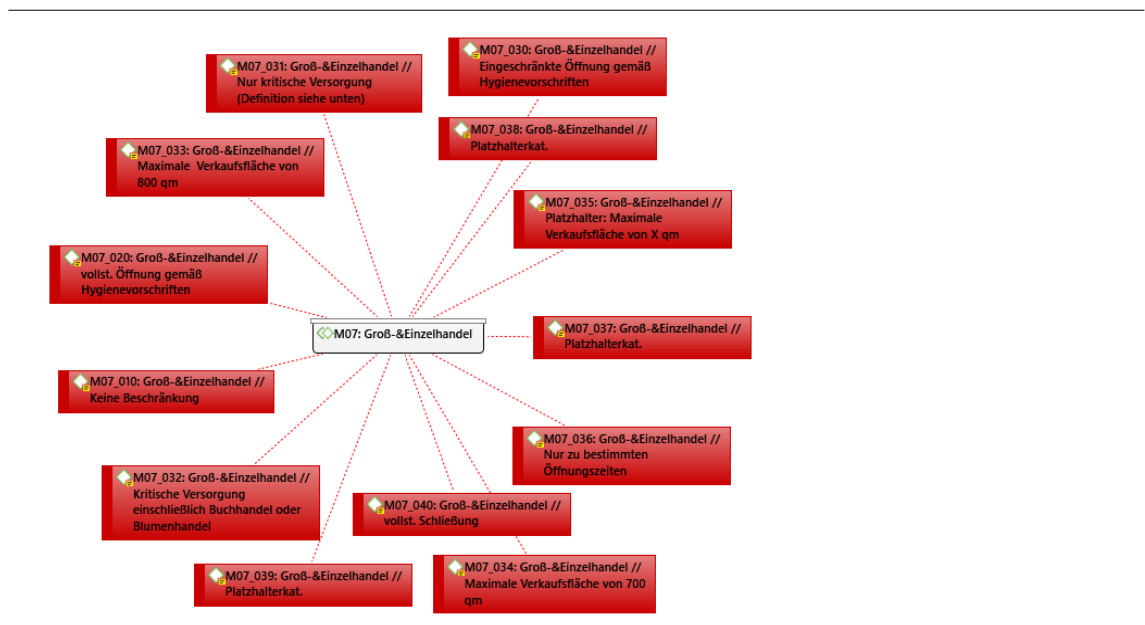 M07_030: Groß-&Einzelhandel //
Eingeschränkte Öffnung gemäß
Hygienevorschriften
M07_031: Groß-&Einzelhandel //
Nur kritische Versorgung
(Definition siehe unten)
M07_038: Groß-&Einzelhandel //
Platzhalterkat.
M07_033: Groß-&Einzelhandel //
Maximale  Verkaufsfläche von
800 qm
M07_035: Groß-&Einzelhandel //
Platzhalter: Maximale
Verkaufsfläche von X qm
M07_020: Groß-&Einzelhandel //
vollst. Öffnung gemäß
Hygienevorschriften
M07: Groß-&Einzelhandel
M07_037: Groß-&Einzelhandel //
Platzhalterkat.
M07_010: Groß-&Einzelhandel //
Keine Beschränkung
M07_036: Groß-&Einzelhandel //
Nur zu bestimmten
Öffnungszeiten
M07_032: Groß-&Einzelhandel //
Kritische Versorgung
einschließlich Buchhandel oder
Blumenhandel
M07_040: Groß-&Einzelhandel //
vollst. Schließung
M07_039: Groß-&Einzelhandel //
Platzhalterkat.
M07_034: Groß-&Einzelhandel //
Maximale Verkaufsfläche von 700
qm